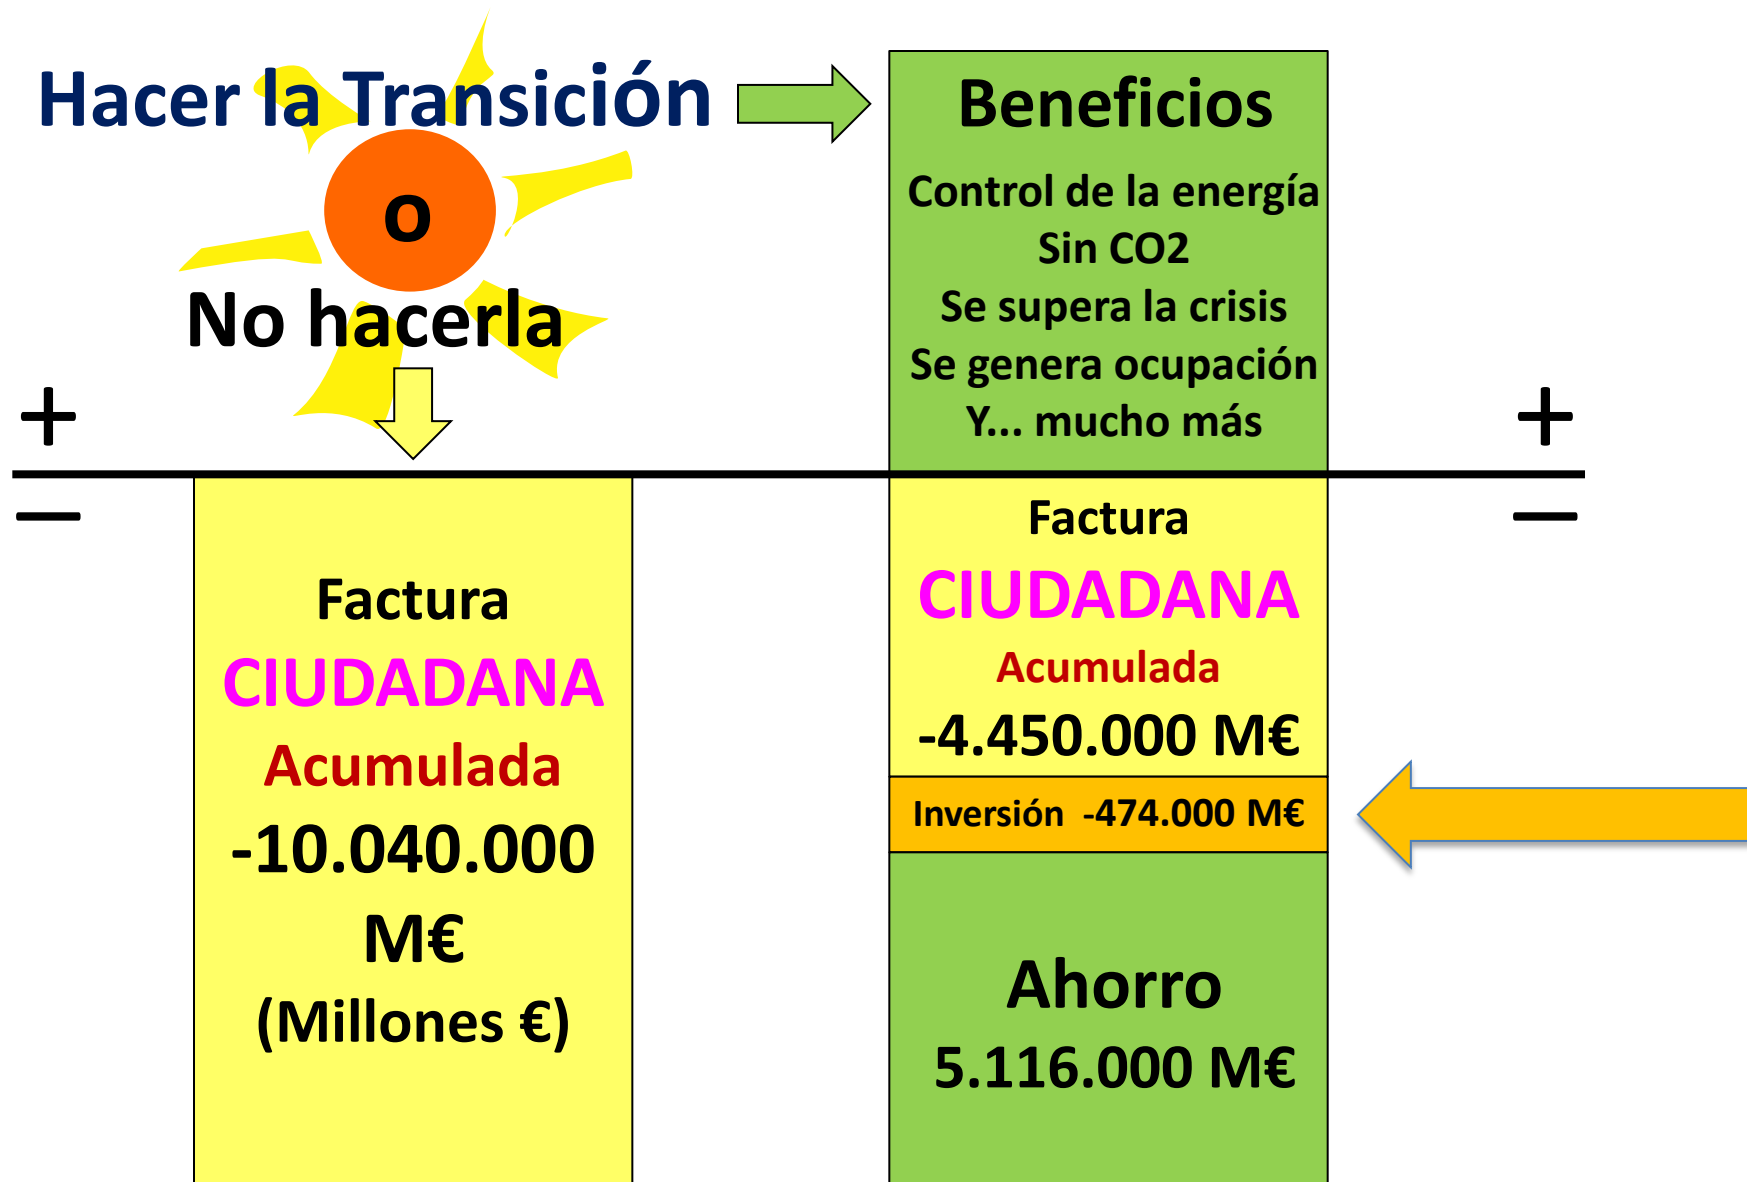 Hacer la Transición
o
No hacerla
+
–
Factura
CIUDADANA
Acumulada
-10.040.000
M€
(Millones €)
Beneficios
Control de la energía
Sin CO2
Se supera la crisis
Se genera ocupación
Y... mucho más
Factura
CIUDADANA
Acumulada
-4.450.000 M€
Inversión -474.000 M€
Ahorro
5.116.000 M€
+
–